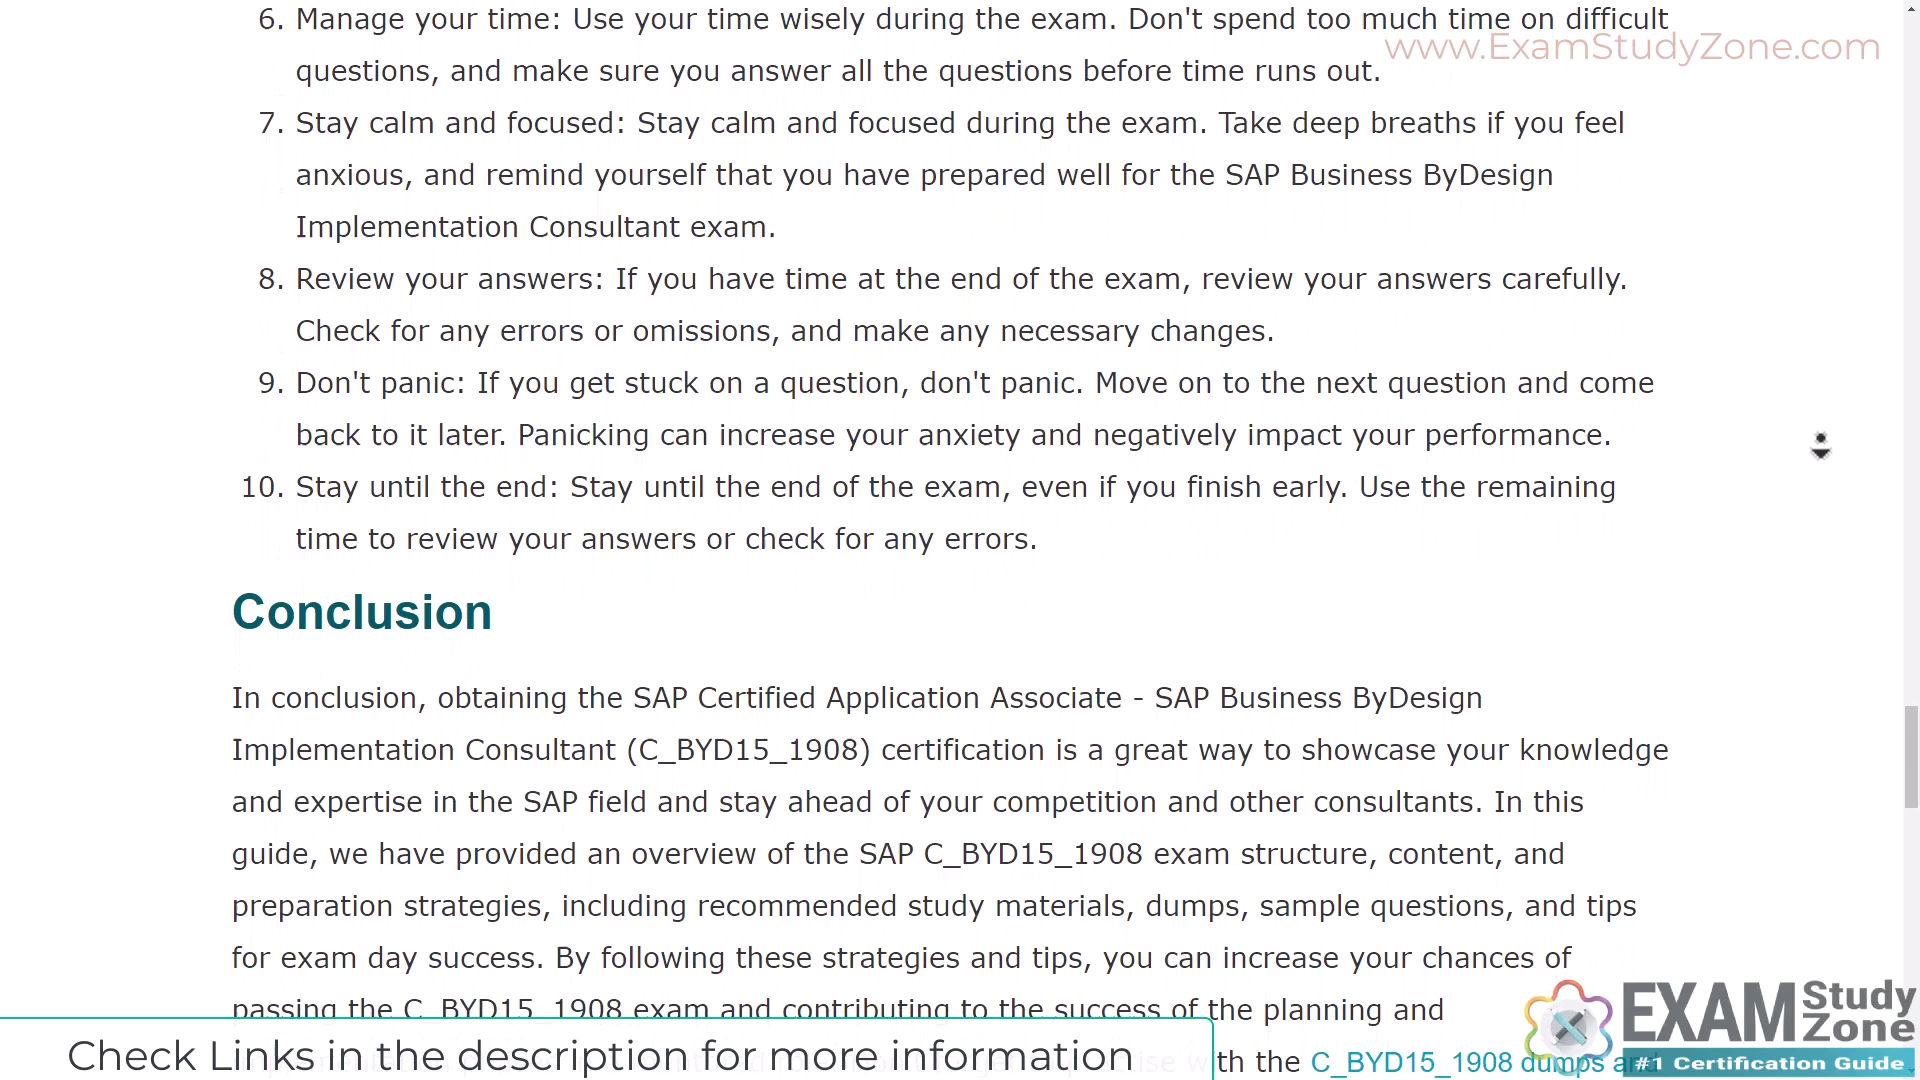 6. Manage your time: Use your time wisely during the exam. Don't spend too much time on difficult
www.ExamStudyZone.com
questions, and make sure you answer all the questions before time runs out.
7. Stay calm and focused: Stay calm and focused during the exam. Take deep breaths if you feel
anxious, and remind yourself that you have prepared well for the SAP Business ByDesign
Implementation Consultant exam.
8. Review your answers: If you have time at the end of the exam, review your answers carefully.
Check for any errors or omissions, and make any necessary changes.
9. Don't panic: If you get stuck on a question, don't panic. Move on to the next question and come
back to it later. Panicking can increase your anxiety and negatively impact your performance.
10. Stay until the end: Stay until the end of the exam, even if you finish early. Use the remaining
time to review your answers or check for any errors.
Conclusion
In conclusion, obtaining the SAP Certified Application Associate - SAP Business ByDesign
Implementation Consultant (C_BYD15_1908) certification is a great way to showcase your knowledge
and expertise in the SAP field and stay ahead of your competition and other consultants. In this
guide, we have provided an overview of the SAP C_BYD15_1908 exam structure, content, and
preparation strategies, including recommended study materials, dumps, sample questions, and tips
for exam day success. By following these strategies and tips, you can increase your chances of
passing the C_BYD15_1908 exam and contributing to the success of the planning and
with the C_BYD15_1908 dumps and
Check Links in the description for more information
EXAM Study Zone
#1 Certification Guide